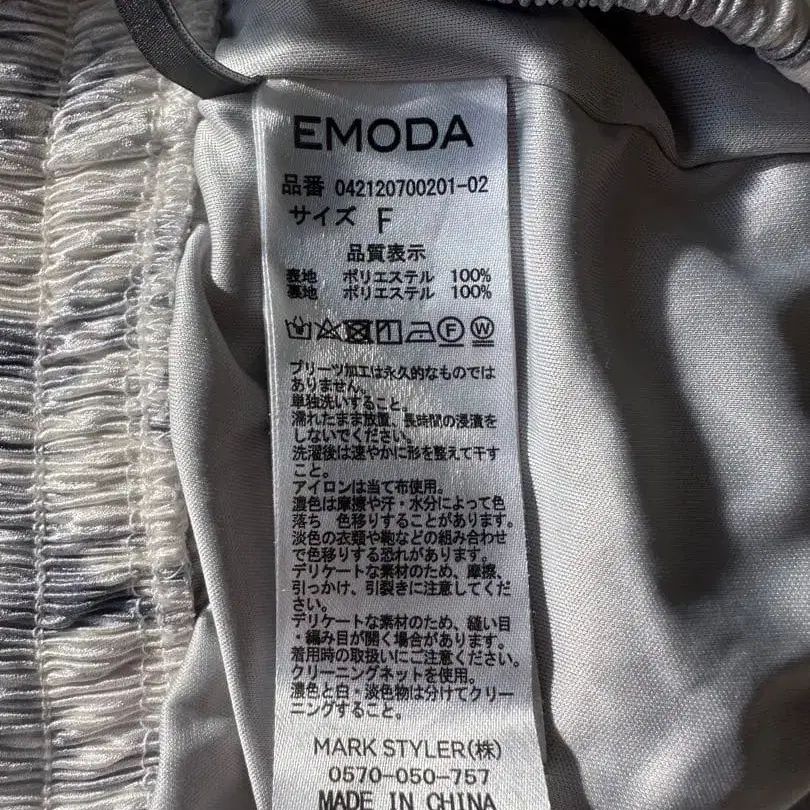 EMODA
品番 042120700201-02
サイズ F
品質表示
表地 ポリエステル 100%
裏地 ポリエステル 100%
プリーツ加工は永久的なものでは
ありません。
単独洗いすること。
濡れたまま放置、長時間の浸漬を
しないでください。
洗濯後は速やかに形を整えて干す
こと。
アイロンは当て布使用。
濃色は摩擦や汗・水分によって色
落ち 色移りすることがあります。
淡色の衣類や鞄などの組み合わせ
で色移りする恐れがあります。
デリケートな素材のため、摩擦、
引っかけ、引裂きに注意してくだ
さい。
デリケートな素材のため、縫い目
・編み目が開く場合があります。
着用時の取扱いにご注意ください。
クリーニングネットを使用。
濃色と白・淡色物は分けてクリー
ニングすること。
MARK STYLER(株)
0570-050-757
MADE IN CHINA